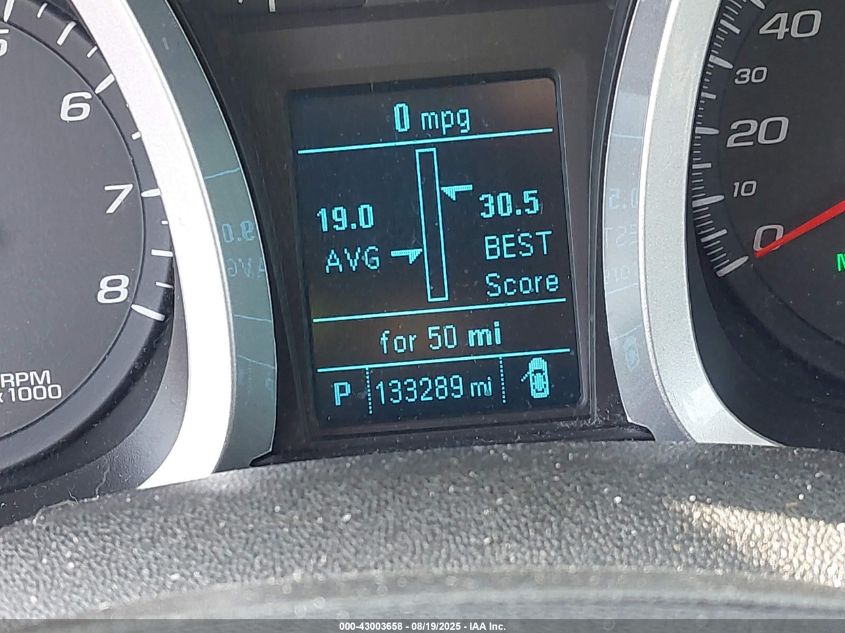 0 mpg
19.0
AVG
30.5
BEST
Score
for 50 mi
P 133289 mi
6
7
8
RPM
x 1000
40
30
20
10
0
000-43003658 - 08/19/2025 - IAA Inc.